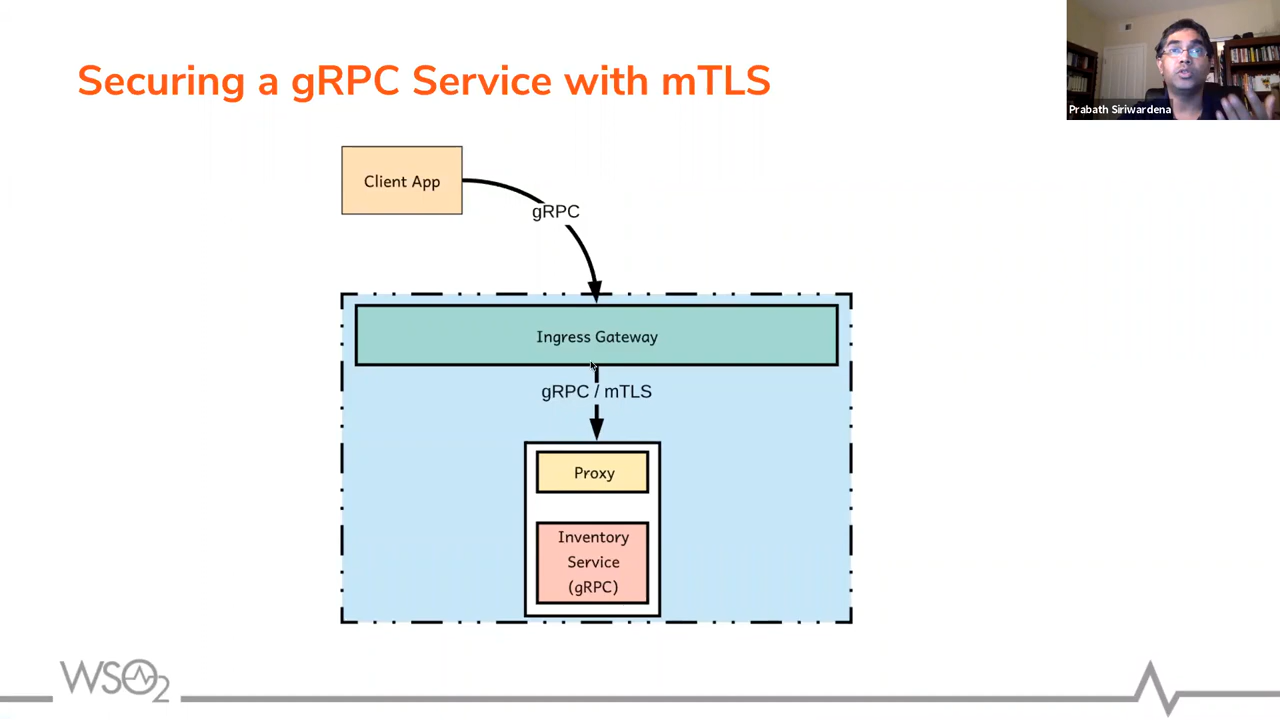 Securing a gRPC Service with mTLS
Prabath Siriwardena
Client App
gRPC
Ingress Gateway
gRPC / mTLS
Proxy
Inventory
Service
(gRPC)
WSO2